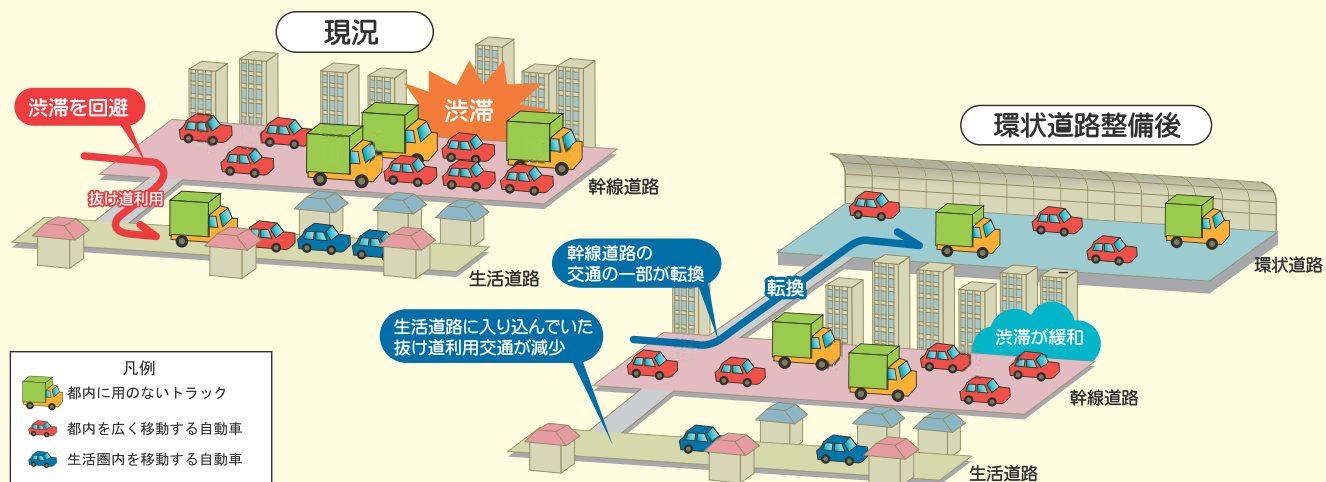 現況
渋滞を回避
渋滞
抜け道利用
幹線道路
生活道路
環状道路整備後
環状道路
幹線道路の
交通の一部が転換
転換
生活道路に入り込んでいた
抜け道利用交通が減少
渋滞が緩和
幹線道路
生活道路
凡例
都内に用のないトラック
都内を広く移動する自動車
生活圏内を移動する自動車